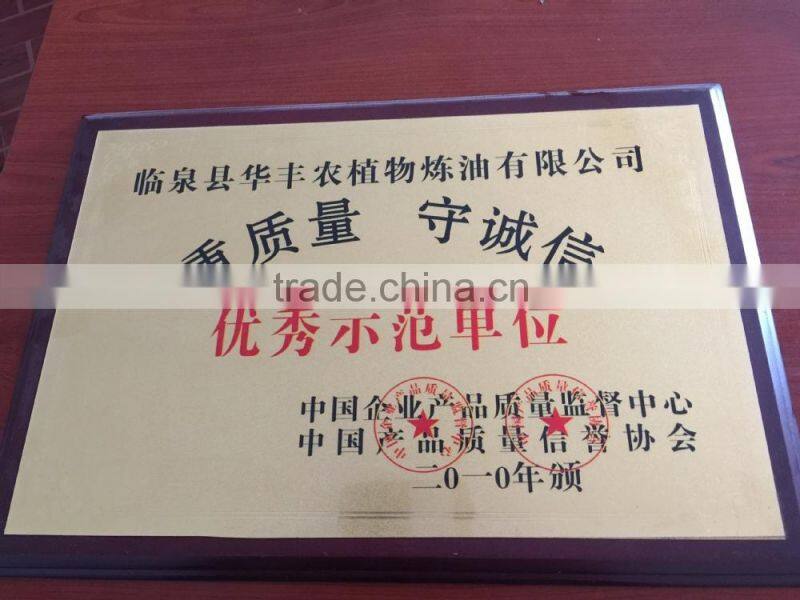 临泉县华丰农植物炼油有限公司
重质量 守诚信
trade.china.cn
优秀示范单位
中国企业产品质量监督中心
中国产品质量信誉协会
二0一0年颁